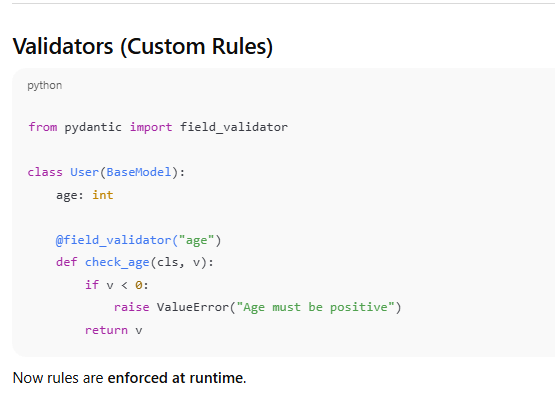 Validators (Custom Rules)
python
from pydantic import field_validator
class User(BaseModel):
    age: int
    @field_validator("age")
    def check_age(cls, v):
        if v < 0:
            raise ValueError("Age must be positive")
        return v
Now rules are enforced at runtime.